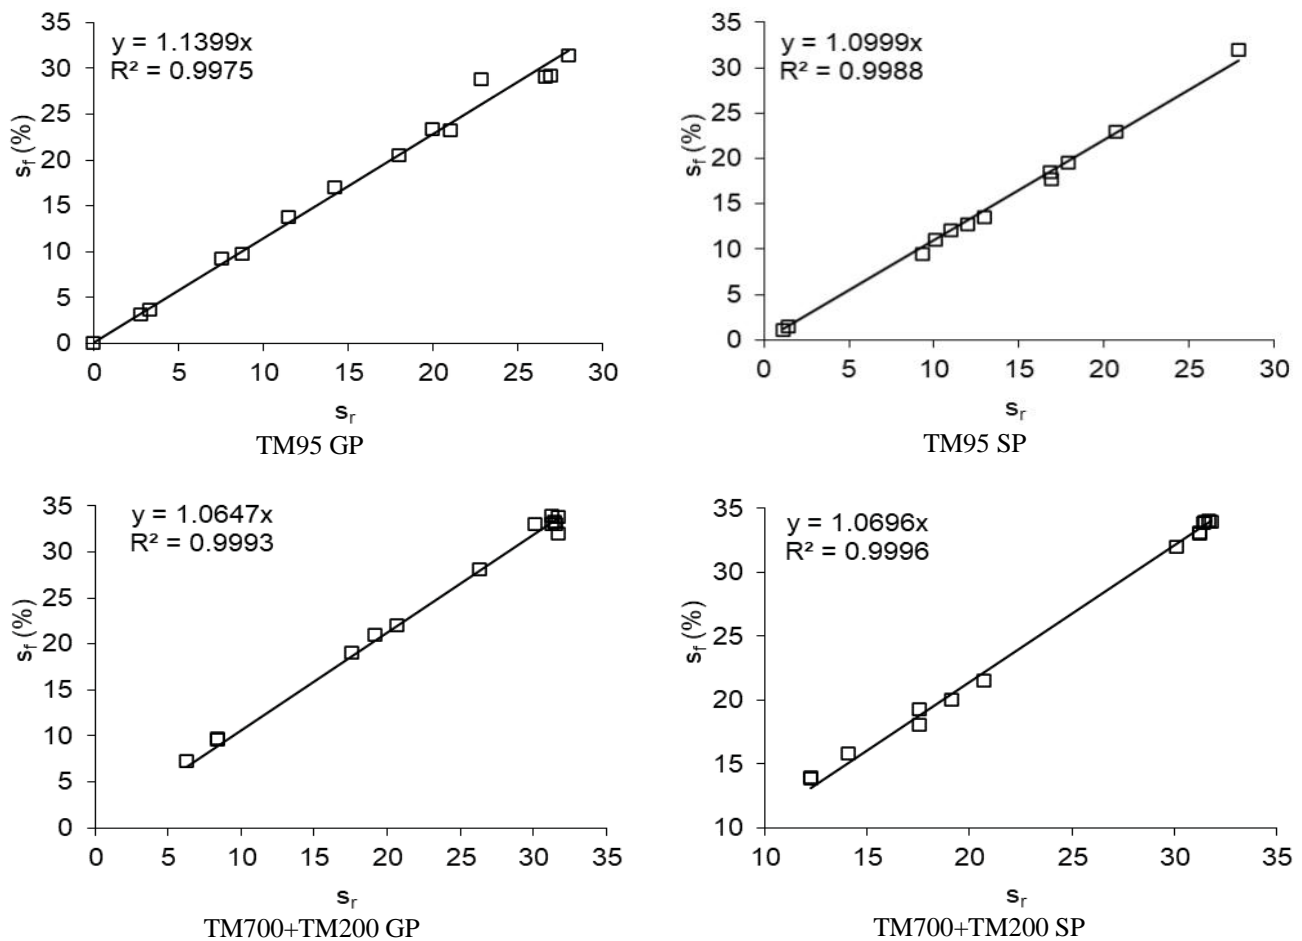 y = 1.1399x
R² = 0.9975
35
30
25
20
15
10
5
0
s_f (%)
0 5 10 15 20 25 30
s_r
TM95 GP
y = 1.0999x
R² = 0.9988
35
30
25
20
15
10
5
0
s_f (%)
0 5 10 15 20 25 30
s_r
TM95 SP
y = 1.0647x
R² = 0.9993
35
30
25
20
15
10
5
0
s_f (%)
0 5 10 15 20 25 30 35
s_r
TM700+TM200 GP
y = 1.0696x
R² = 0.9996
35
30
25
20
15
10
s_f (%)
10 15 20 25 30 35
s_r
TM700+TM200 SP